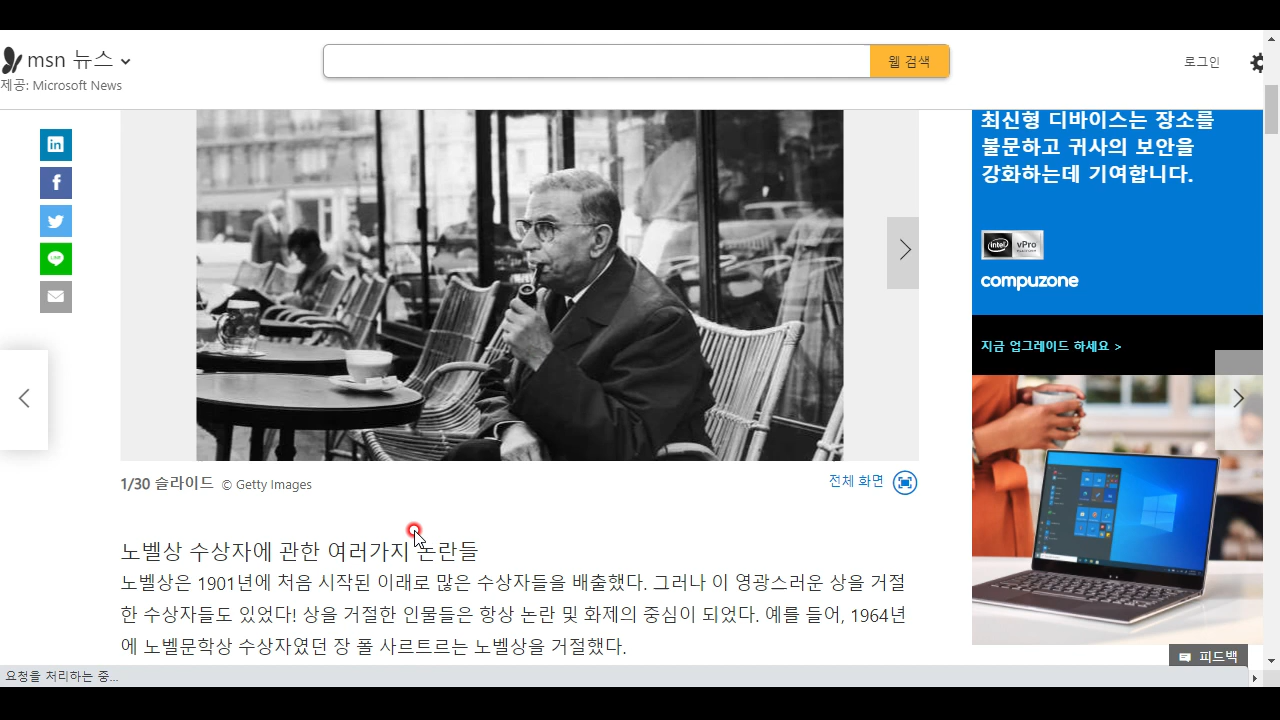 msn 뉴스
제공: Microsoft News
웹 검색
로그인
in
f
LINE
최신형 디바이스는 장소를
불문하고 귀사의 보안을
강화하는데 기여합니다.
intel vPro
compuzone
지금 업그레이드 하세요 >
1/30 슬라이드 © Getty Images
전체 화면
노벨상 수상자에 관한 여러가지 논란들
노벨상은 1901년에 처음 시작된 이래로 많은 수상자들을 배출했다. 그러나 이 영광스러운 상을 거절
한 수상자들도 있었다! 상을 거절한 인물들은 항상 논란 및 화제의 중심이 되었다. 예를 들어, 1964년
에 노벨문학상 수상자였던 장 폴 사르트르는 노벨상을 거절했다.
피드백
요청을 처리하는 중...